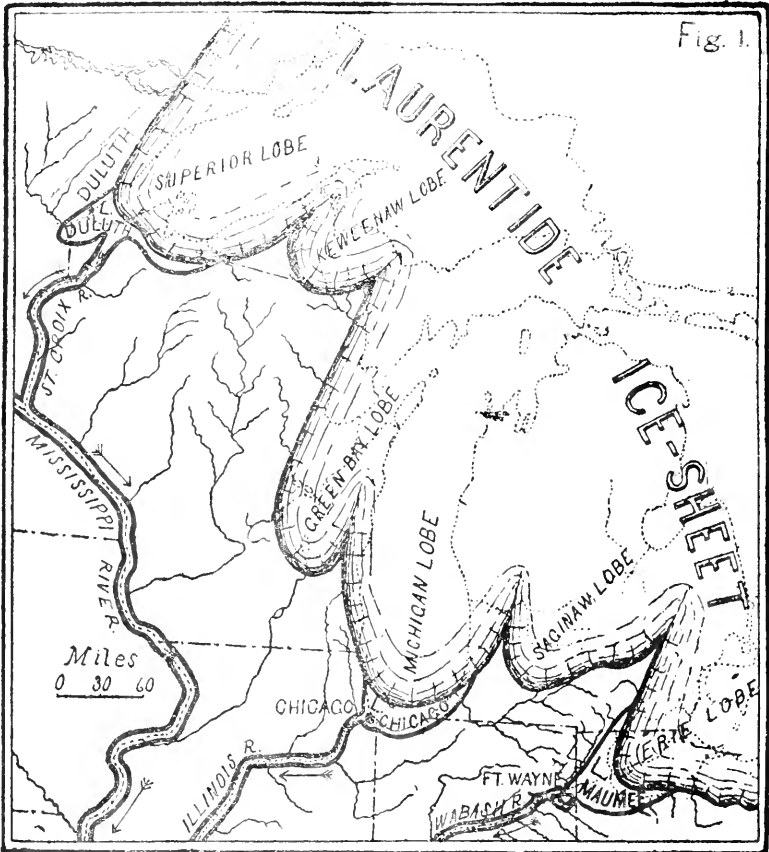 Fig. 1.
LAURENTIDE
ICE-SHEET
DULUTH
SUPERIOR LOBE
L.
DULUTH
KEWEENAW LOBE
ST. CROIX R.
GREEN BAY LOBE
MISSISSIPPI
RIVER
MICHIGAN LOBE
SAGINAW LOBE
Miles
0 30 60
CHICAGO
L.
CHICAGO
ERIE LOBE
ILLINOIS R.
FT. WAYNE
L.
MAUMEE
WABASH R.